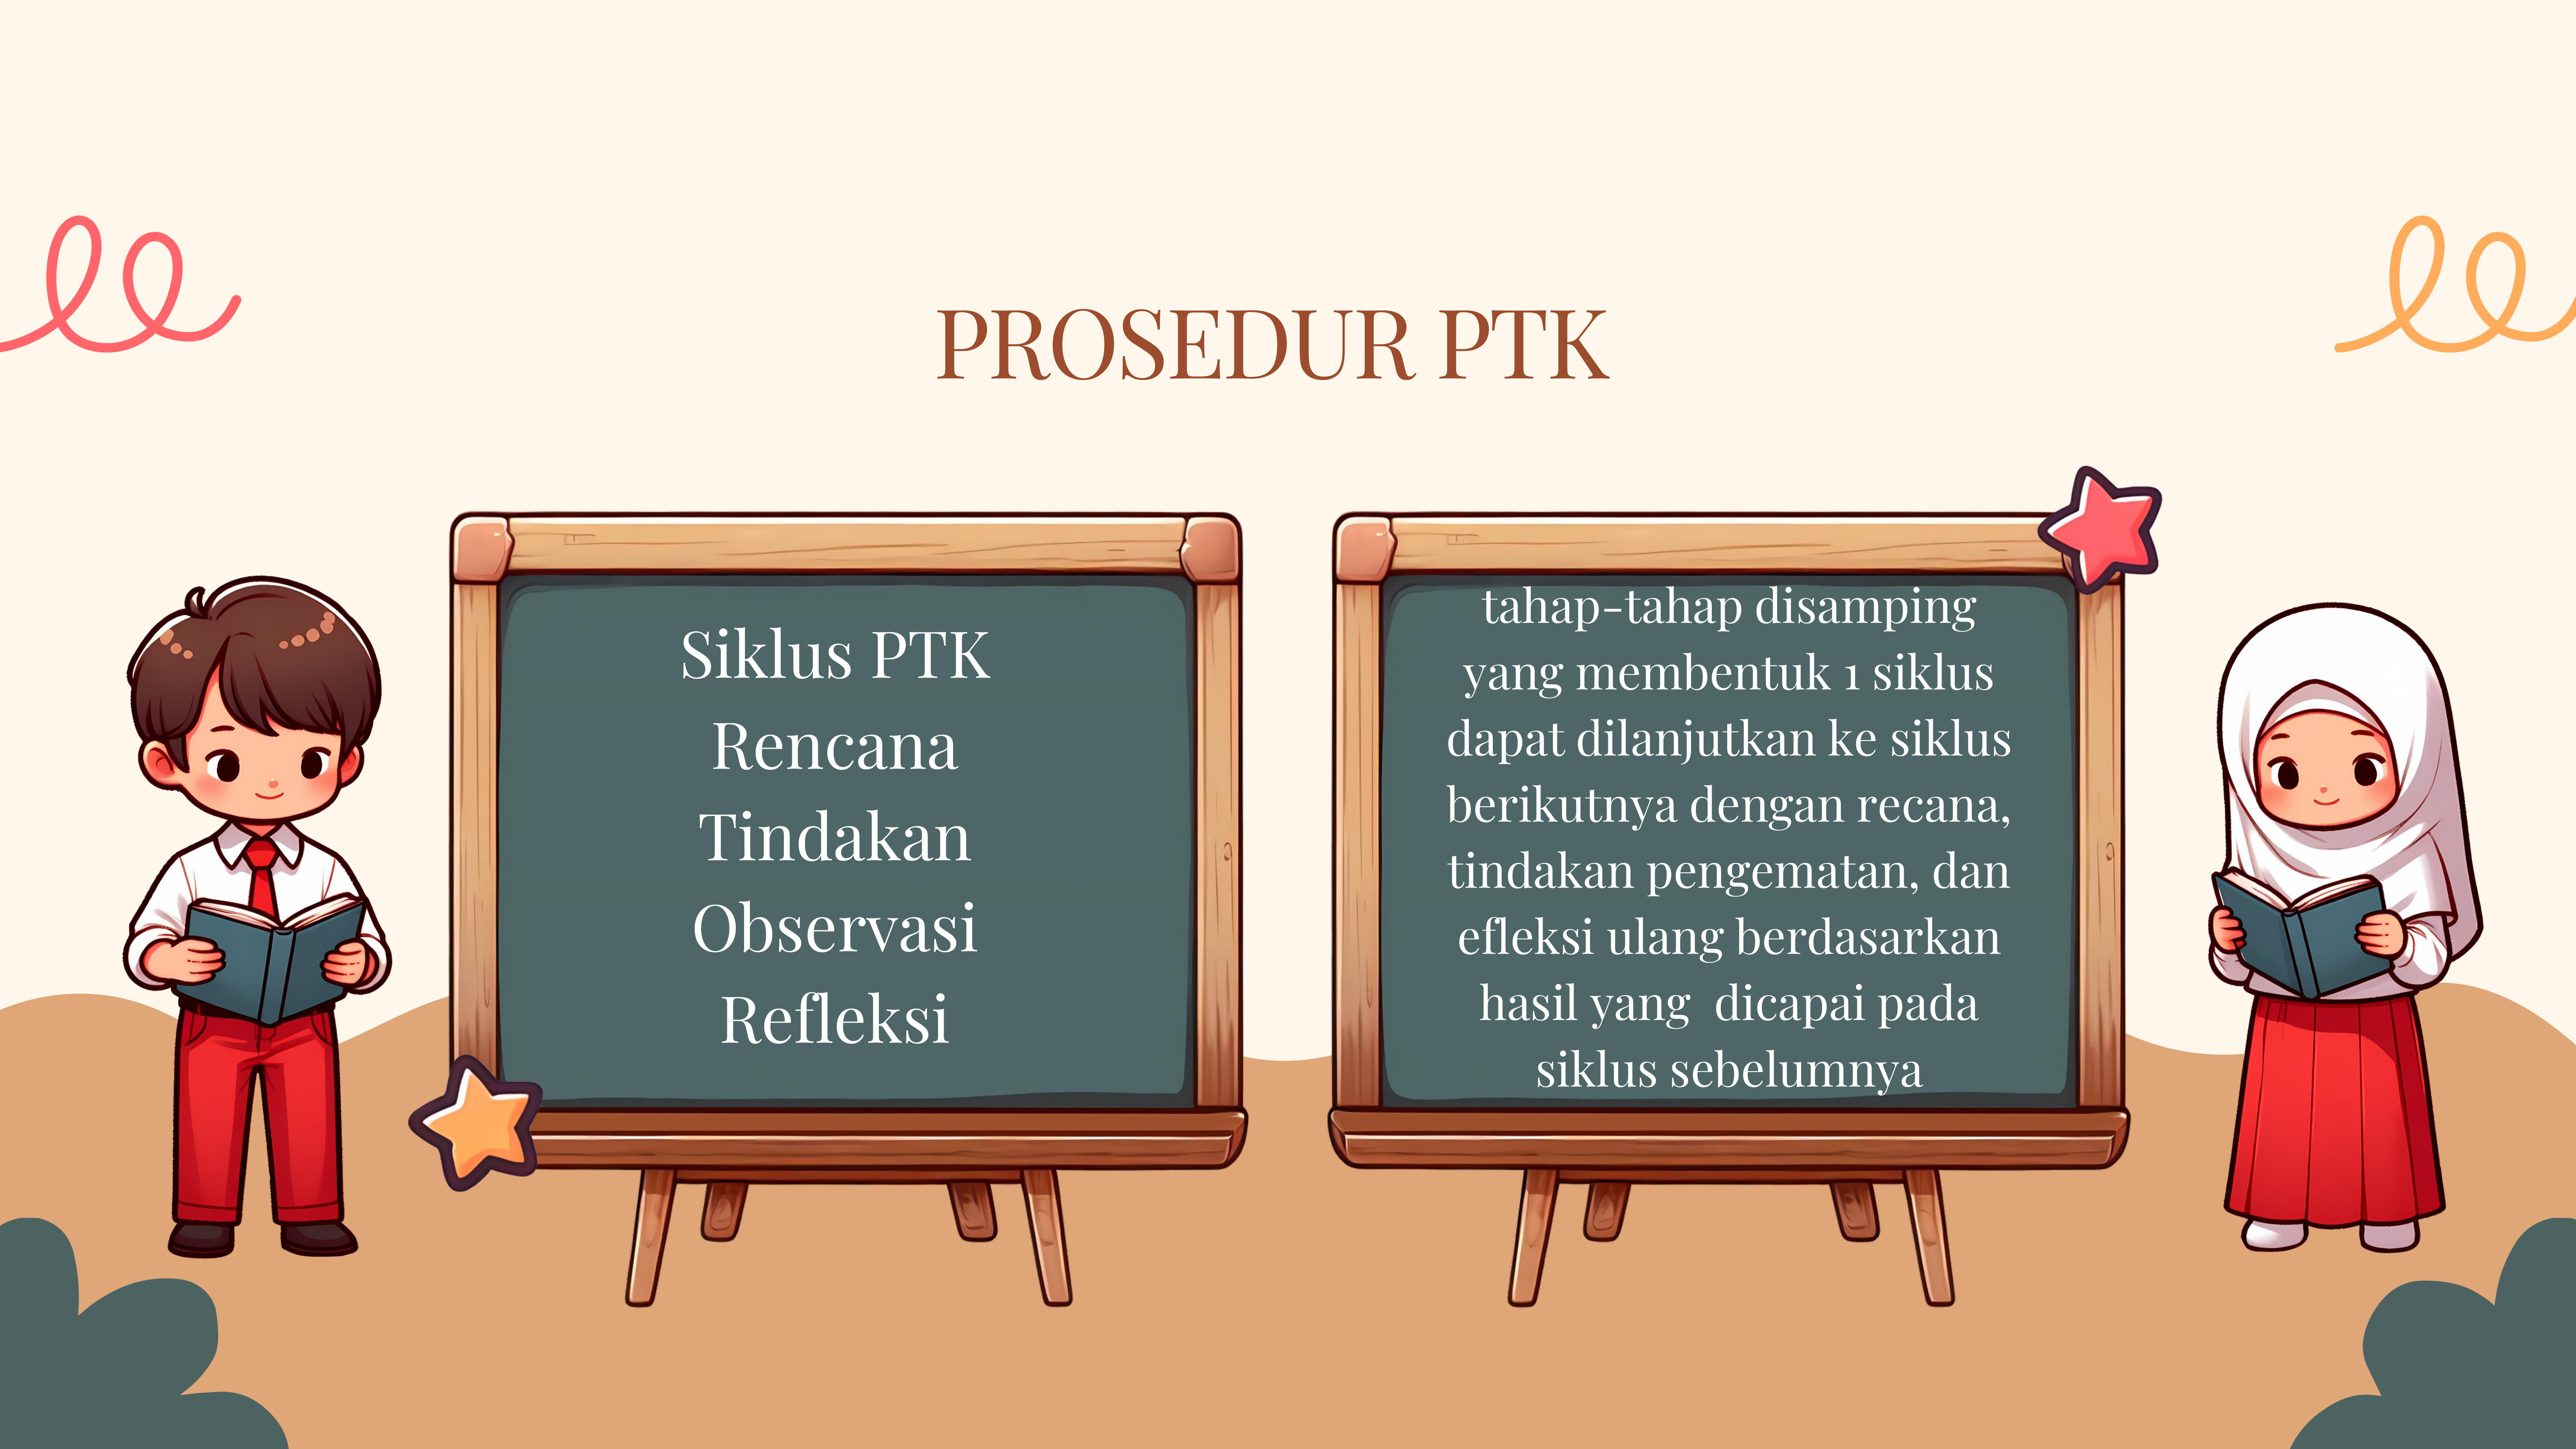 PROSEDUR PTK
Siklus PTK
Rencana
Tindakan
Observasi
Refleksi
tahap-tahap disamping
yang membentuk 1 siklus
dapat dilanjutkan ke siklus
berikutnya dengan recana,
tindakan pengematan, dan
efleksi ulang berdasarkan
hasil yang  dicapai pada
siklus sebelumnya